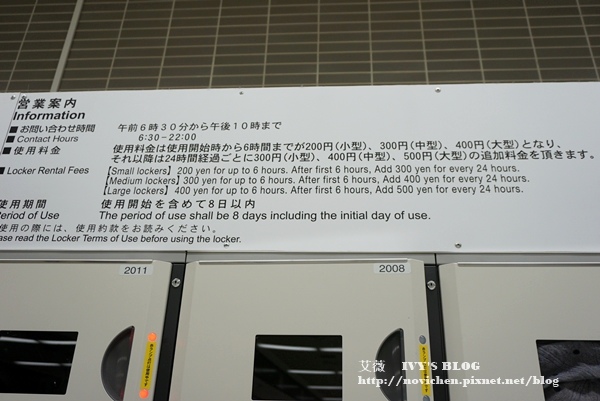 営業案内
Information
■お問い合わせ時間 午前6時30分から午後10時まで
■Contact Hours 6:30-22:00
■使用料金 使用料金は使用開始時から6時間までが200円(小型)、300円(中型)、400円(大型)となり、
それ以降は24時間経過ごとに300円(小型)、400円(中型)、500円(大型)の追加料金を頂きます。
■Locker Rental Fees 【Small lockers】200 yen for up to 6 hours. After first 6 hours, Add 300 yen for every 24 hours.
【Medium lockers】300 yen for up to 6 hours. After first 6 hours, Add 400 yen for every 24 hours.
【Large lockers】400 yen for up to 6 hours. After first 6 hours, Add 500 yen for every 24 hours.
使用期間 使用開始を含めて8日以内
Period of Use The period of use shall be 8 days including the initial day of use.
使用の際には、使用約款をお読みください。
ase read the Locker Terms of Use before using the locker.
2011
2008
艾薇 IVY'S BLOG
http://novichen.pixnet.net/blog